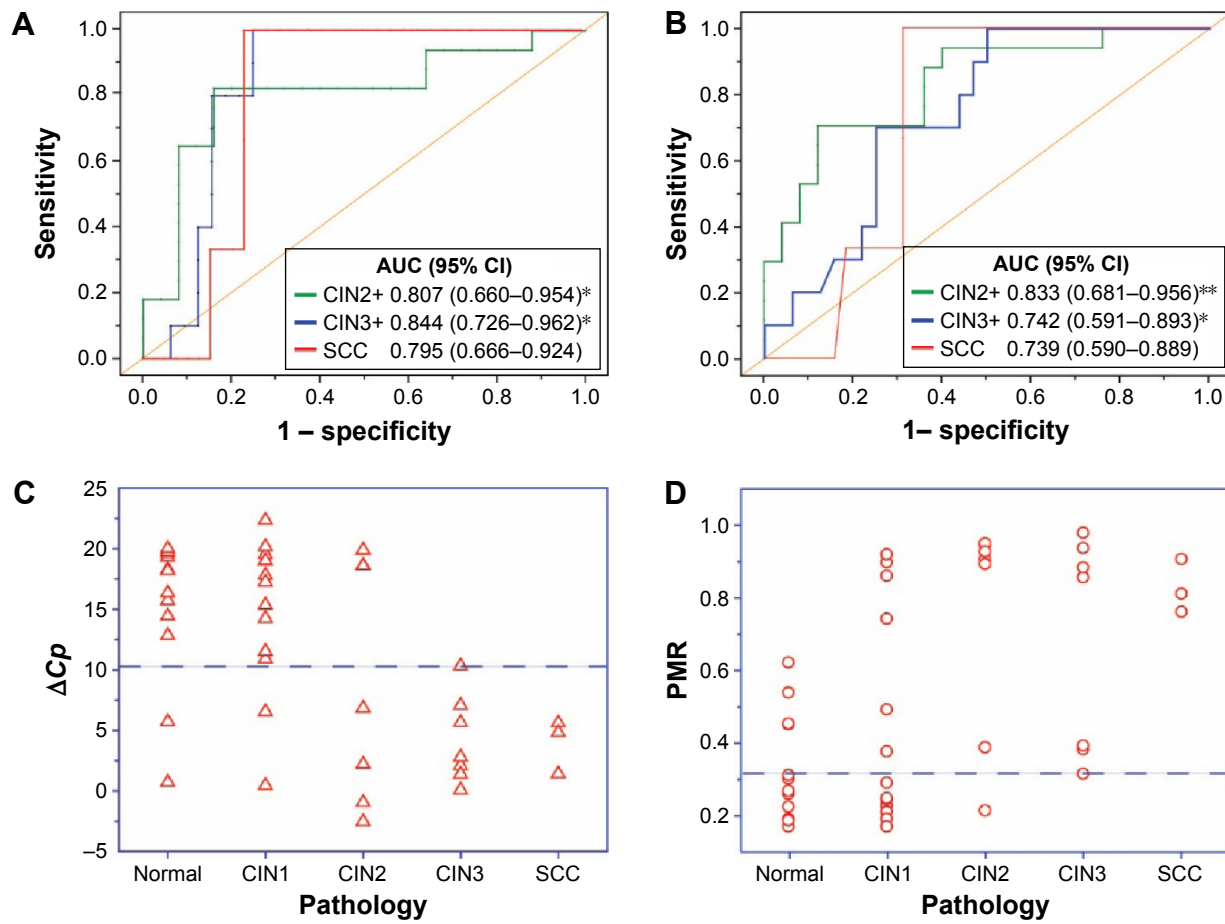 A
Sensitivity
1.0
0.8
0.6
0.4
0.2
0.0
AUC (95% CI)
CIN2+ 0.807 (0.660–0.954)*
CIN3+ 0.844 (0.726–0.962)*
SCC 0.795 (0.666–0.924)
0.0 0.2 0.4 0.6 0.8 1.0
1 – specificity
B
Sensitivity
1.0
0.8
0.6
0.4
0.2
0.0
AUC (95% CI)
CIN2+ 0.833 (0.681–0.956)**
CIN3+ 0.742 (0.591–0.893)*
SCC 0.739 (0.590–0.889)
0.0 0.2 0.4 0.6 0.8 1.0
1– specificity
C
ΔCp
25
20
15
10
5
0
–5
Normal CIN1 CIN2 CIN3 SCC
Pathology
D
PMR
1.0
0.8
0.6
0.4
0.2
Normal CIN1 CIN2 CIN3 SCC
Pathology